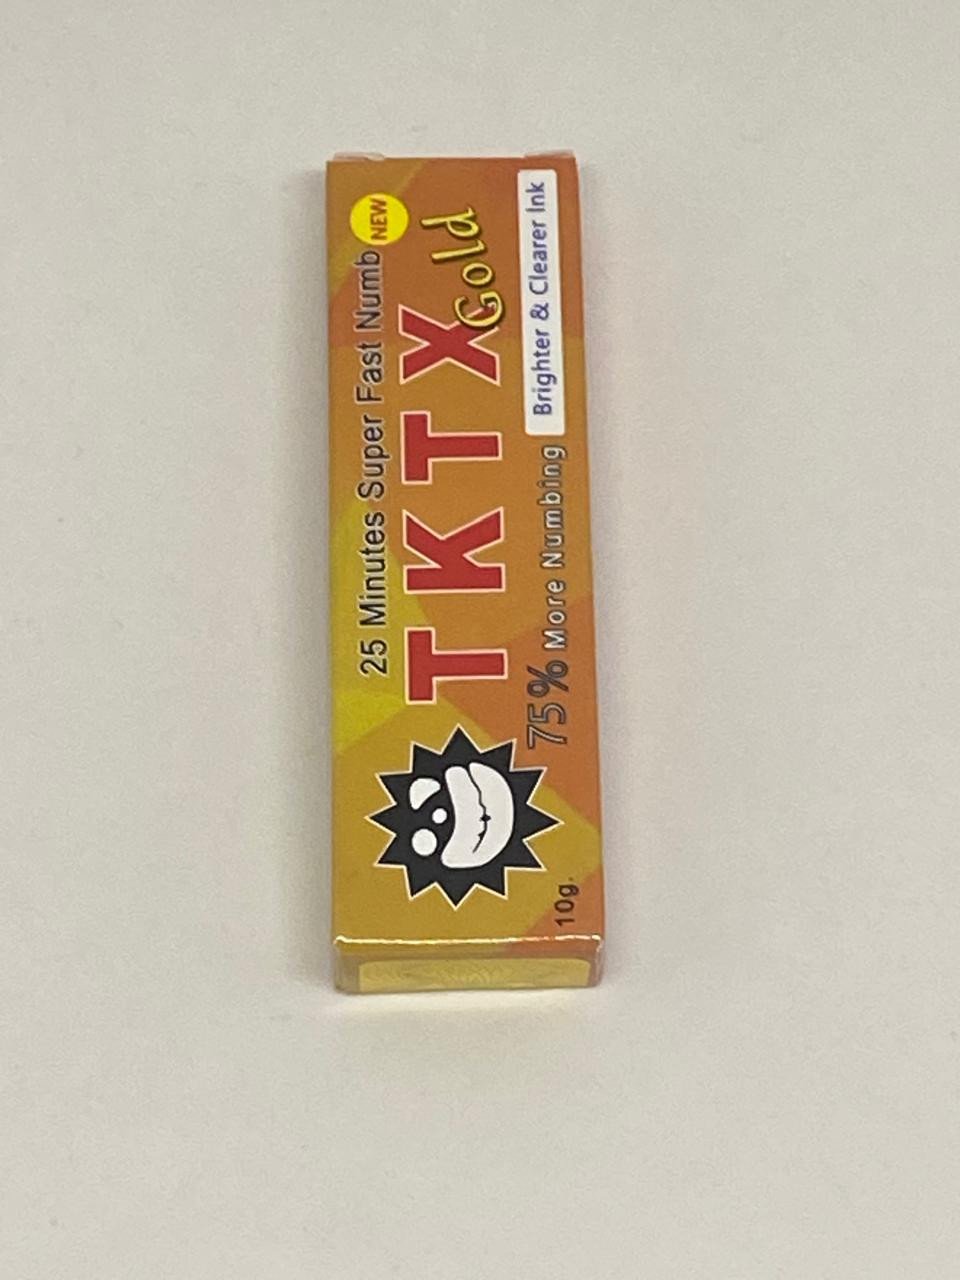 25 Minutes Super Fast Numb
NEW
TKTX
Gold
75% More Numbing
Brighter & Clearer Ink
10g.